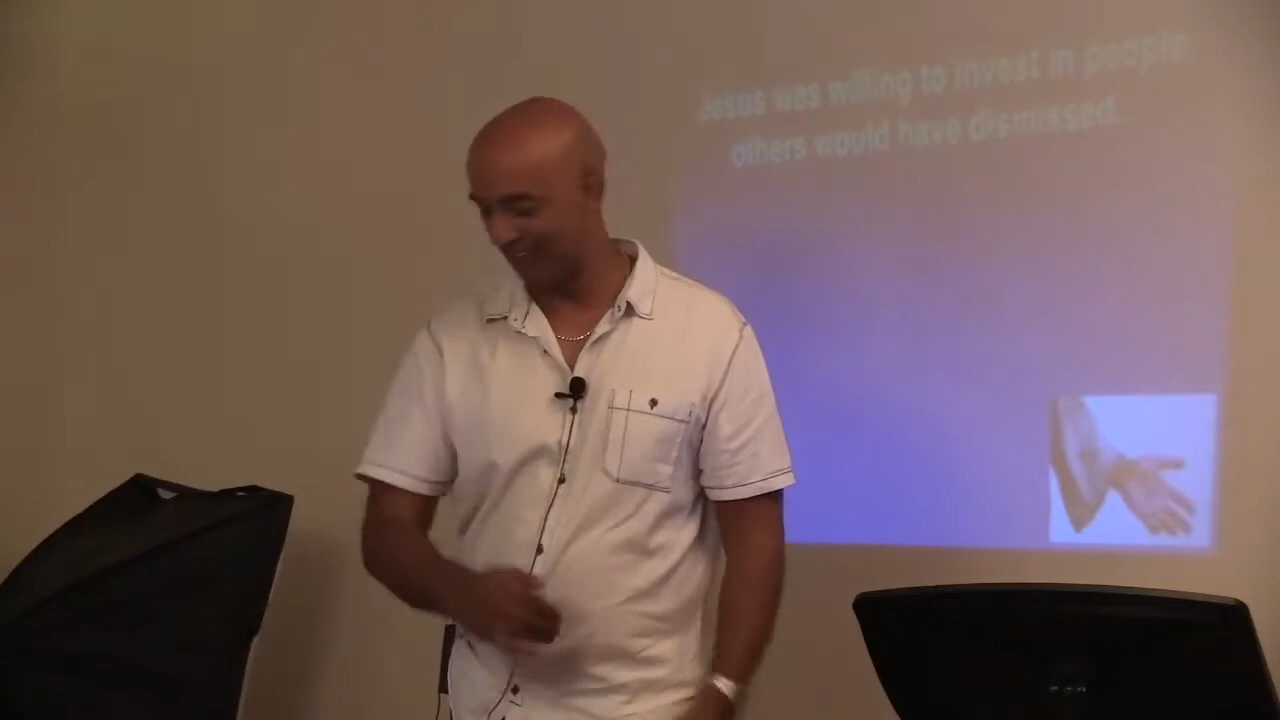 Jesus was willing to invest in people
others would have dismissed.